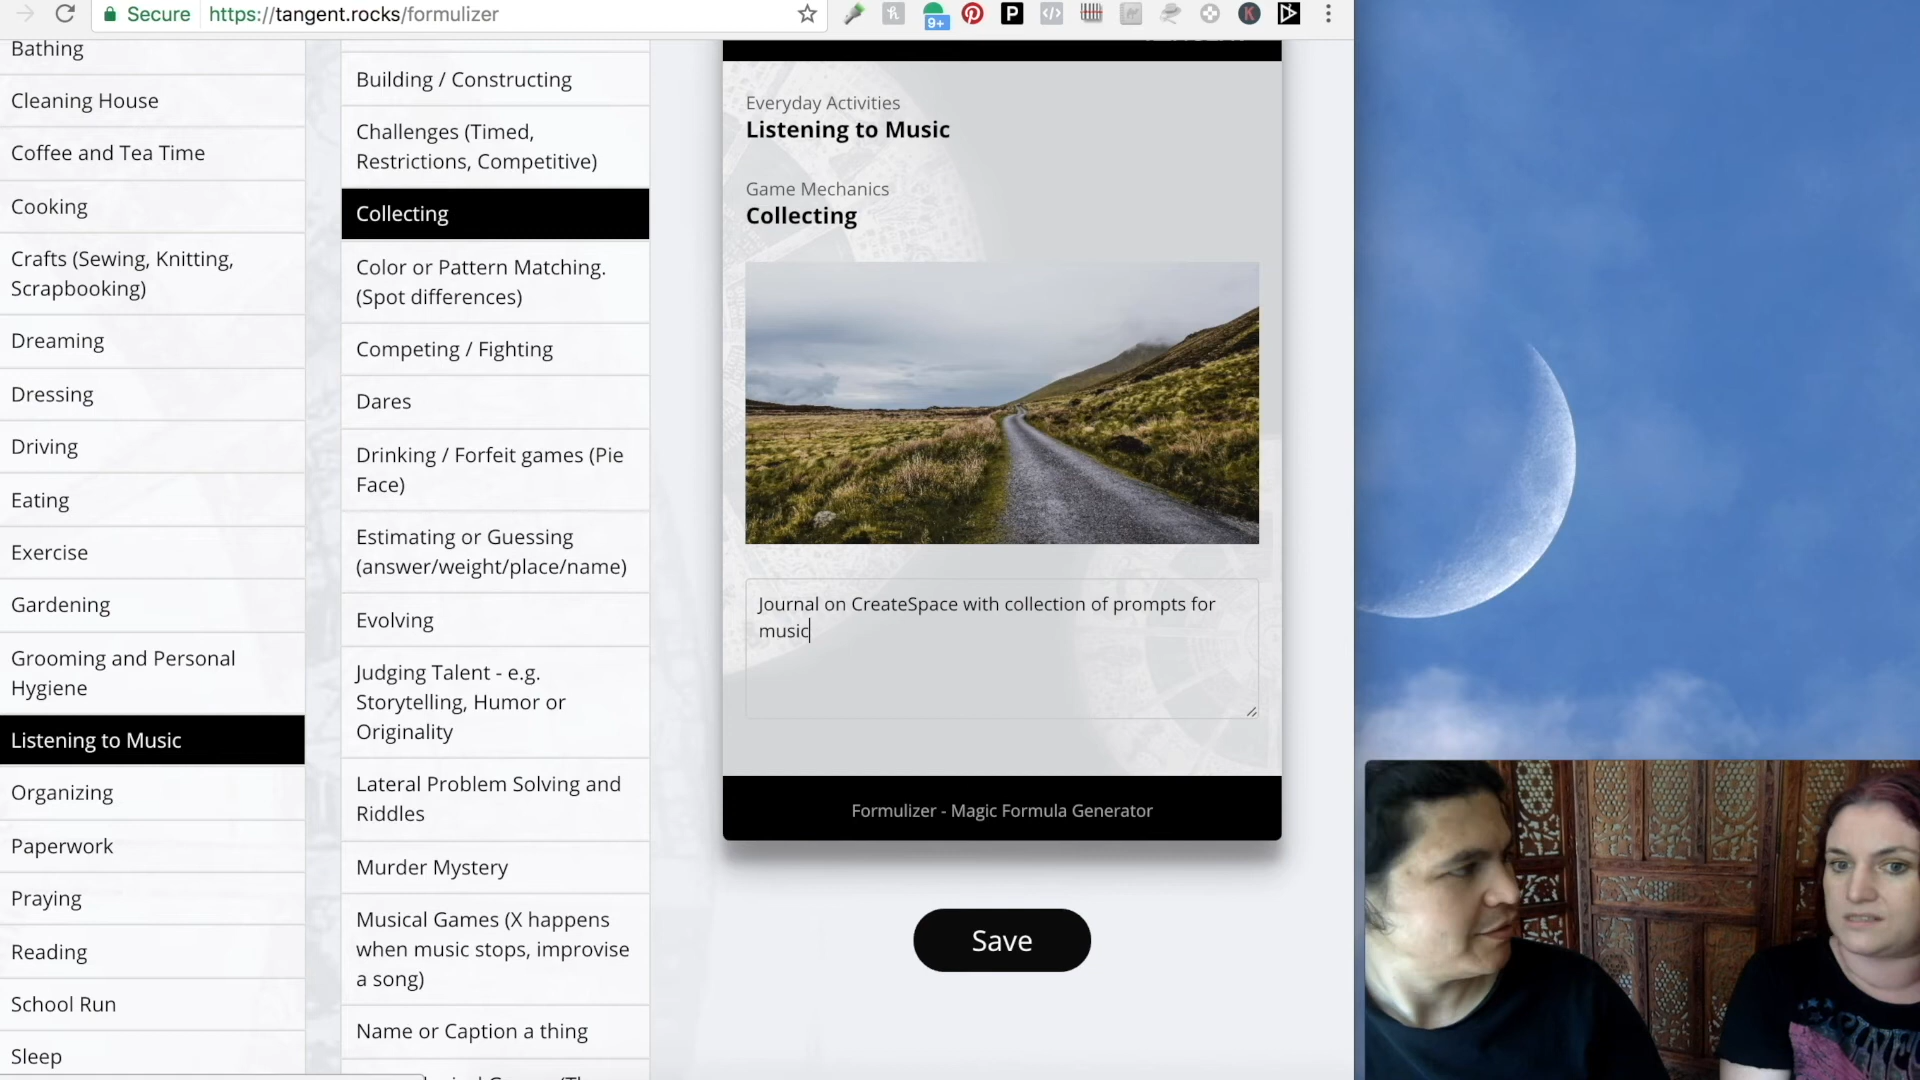 Secure
https://tangent.rocks/formulizer
9+
P
K
Bathing
Cleaning House
Coffee and Tea Time
Cooking
Crafts (Sewing, Knitting,
Scrapbooking)
Dreaming
Dressing
Driving
Eating
Exercise
Gardening
Grooming and Personal
Hygiene
Listening to Music
Organizing
Paperwork
Praying
Reading
School Run
Sleep
Building / Constructing
Challenges (Timed,
Restrictions, Competitive)
Collecting
Color or Pattern Matching.
(Spot differences)
Competing / Fighting
Dares
Drinking / Forfeit games (Pie
Face)
Estimating or Guessing
(answer/weight/place/name)
Evolving
Judging Talent - e.g.
Storytelling, Humor or
Originality
Lateral Problem Solving and
Riddles
Murder Mystery
Musical Games (X happens
when music stops, improvise
a song)
Name or Caption a thing
Everyday Activities
Listening to Music
Game Mechanics
Collecting
Journal on CreateSpace with collection of prompts for
music
Formulizer - Magic Formula Generator
Save